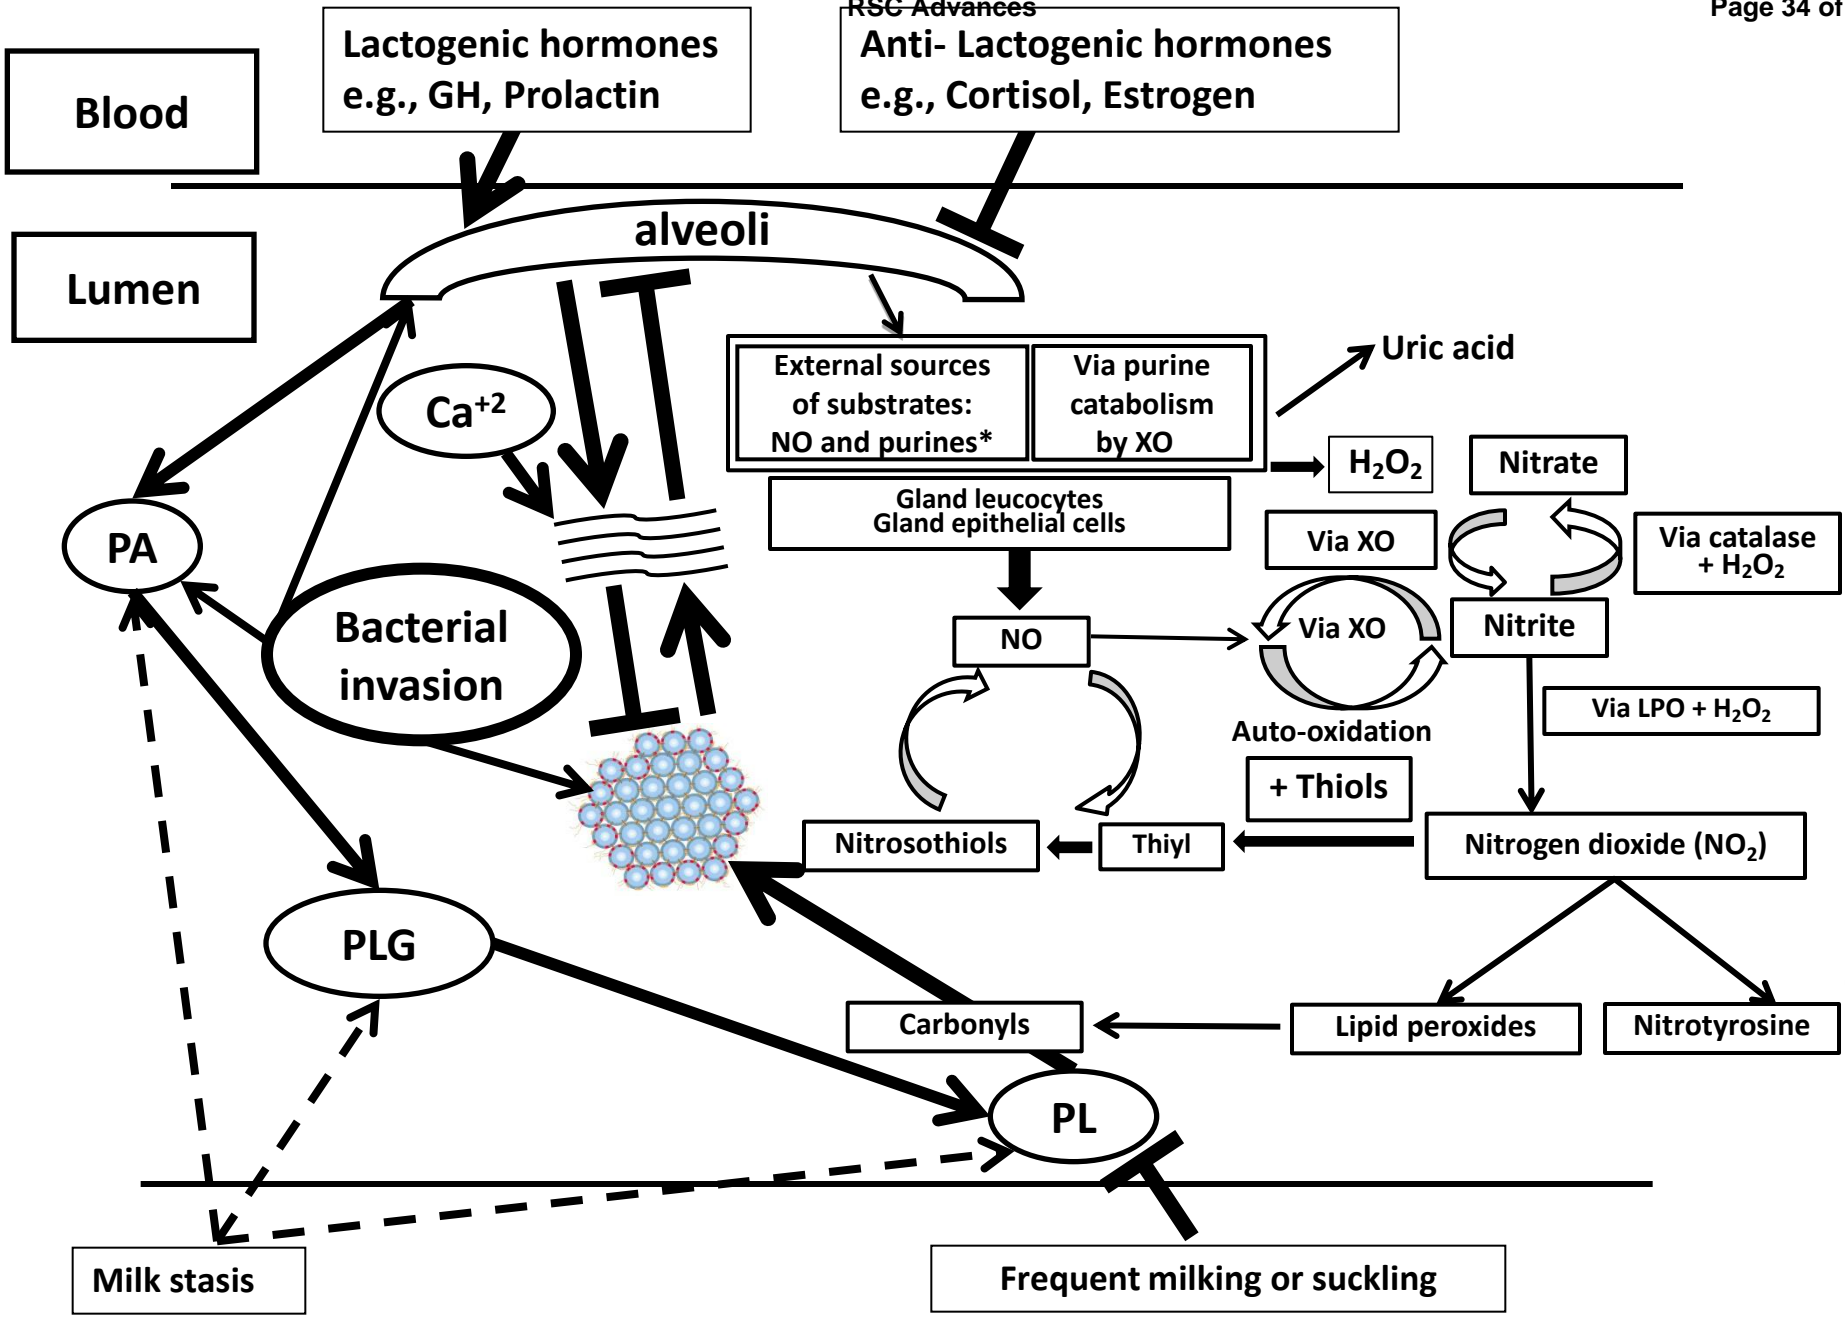 RSC Advances
Page 34 of
Lactogenic hormones
e.g., GH, Prolactin
Anti- Lactogenic hormones
e.g., Cortisol, Estrogen
Blood
Lumen
alveoli
External sources
of substrates:
NO and purines*
Via purine
catabolism
by XO
Uric acid
Ca⁺²
H₂O₂
Nitrate
Gland leucocytes
Gland epithelial cells
Via XO
Via catalase
+ H₂O₂
PA
Bacterial
invasion
NO
Via XO
Nitrite
Via LPO + H₂O₂
Auto-oxidation
+ Thiols
Nitrosothiols
Thiyl
Nitrogen dioxide (NO₂)
PLG
Carbonyls
Lipid peroxides
Nitrotyrosine
PL
Milk stasis
Frequent milking or suckling